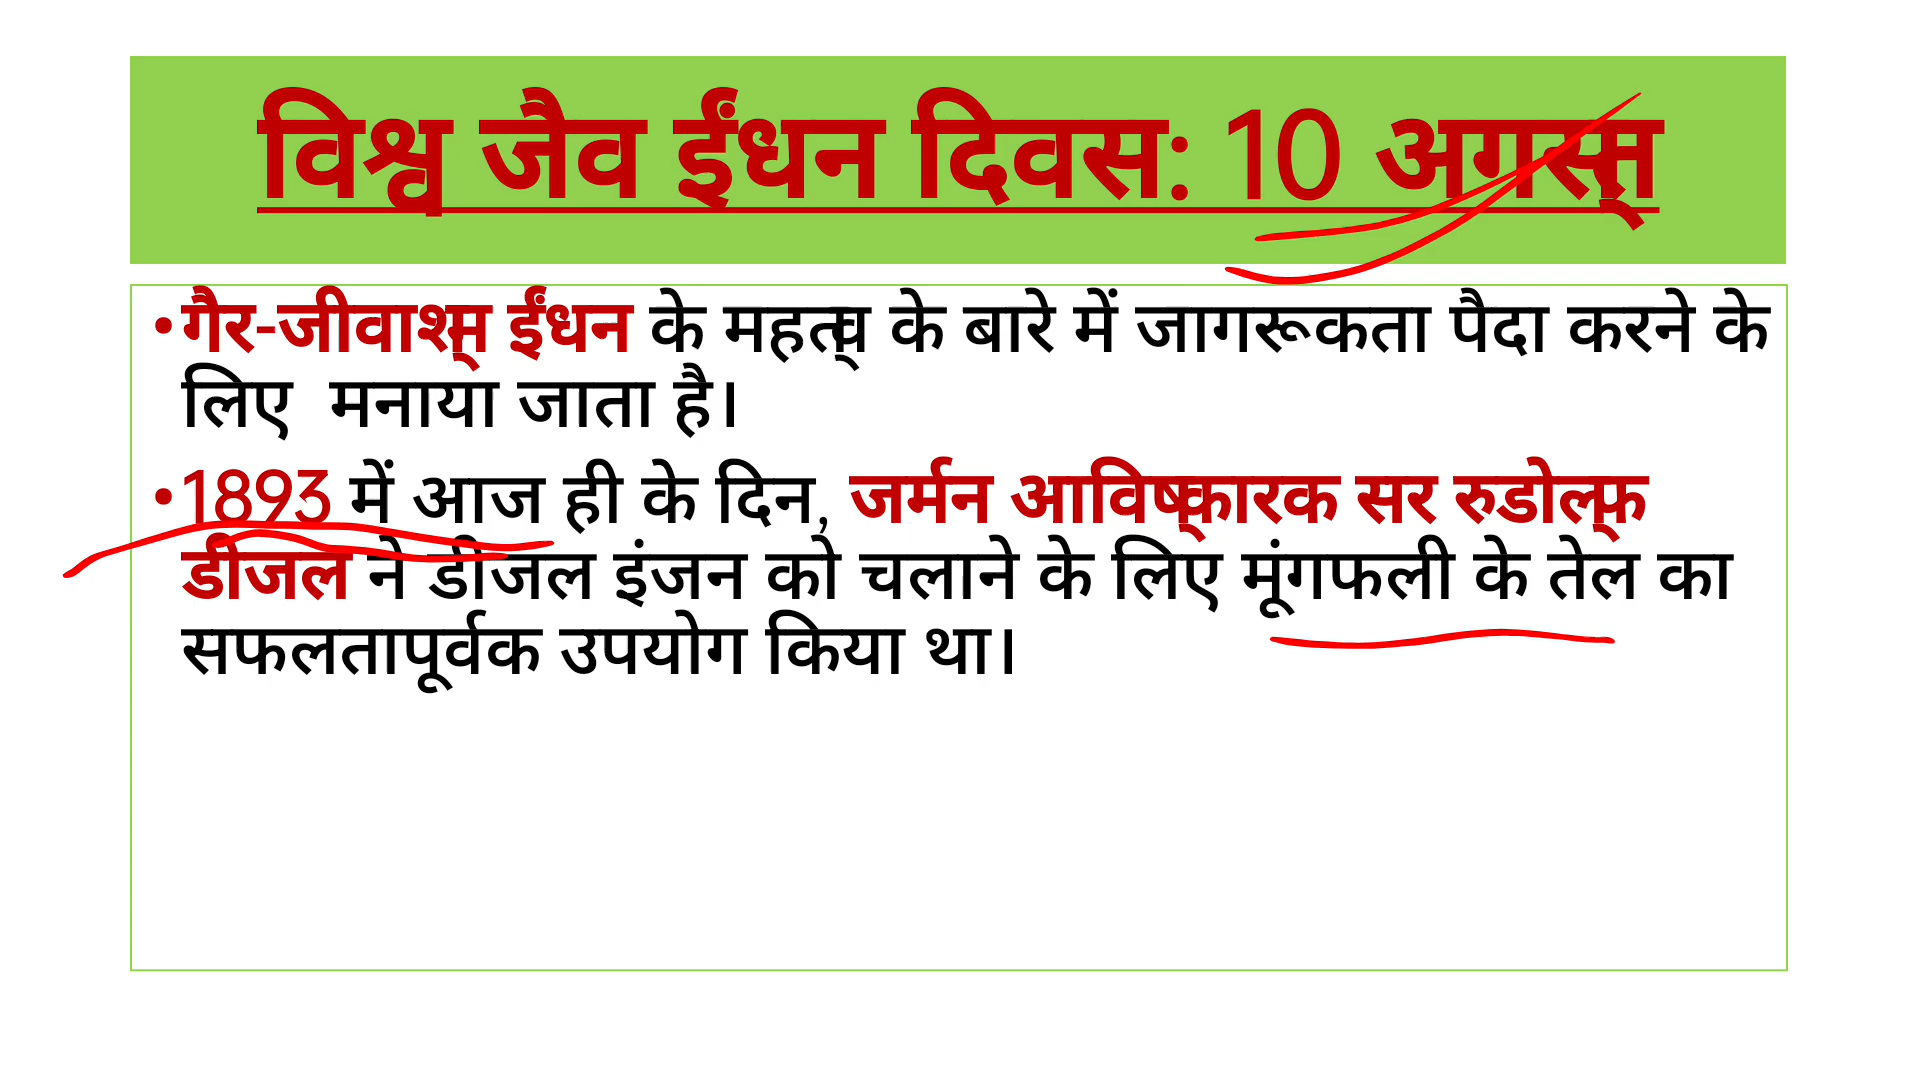 विश्व जैव ईंधन दिवस: 10 अगस्त
•गैर-जीवाश्म ईंधन के महत्व के बारे में जागरूकता पैदा करने के
लिए मनाया जाता है।
•1893 में आज ही के दिन, जर्मन आविष्कारक सर रुडोल्फ
डीजल ने डीजल इंजन को चलाने के लिए मूंगफली के तेल का
सफलतापूर्वक उपयोग किया था।